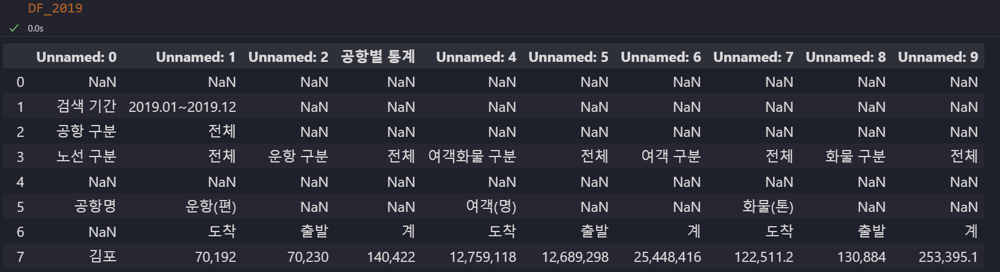 DF_2019
0.0s
Unnamed: 0 Unnamed: 1 Unnamed: 2 공항별 통계 Unnamed: 4 Unnamed: 5 Unnamed: 6 Unnamed: 7 Unnamed: 8 Unnamed: 9
0 NaN NaN NaN NaN NaN NaN NaN NaN NaN NaN
1 검색 기간 2019.01~2019.12 NaN NaN NaN NaN NaN NaN NaN NaN
2 공항 구분 전체 NaN NaN NaN NaN NaN NaN NaN NaN
3 노선 구분 전체 운항 구분 전체 여객화물 구분 전체 여객 구분 전체 화물 구분 전체
4 NaN NaN NaN NaN NaN NaN NaN NaN NaN NaN
5 공항명 운항(편) NaN NaN 여객(명) NaN NaN 화물(톤) NaN NaN
6 NaN 도착 출발 계 도착 출발 계 도착 출발 계
7 김포 70,192 70,230 140,422 12,759,118 12,689,298 25,448,416 122,511.2 130,884 253,395.1